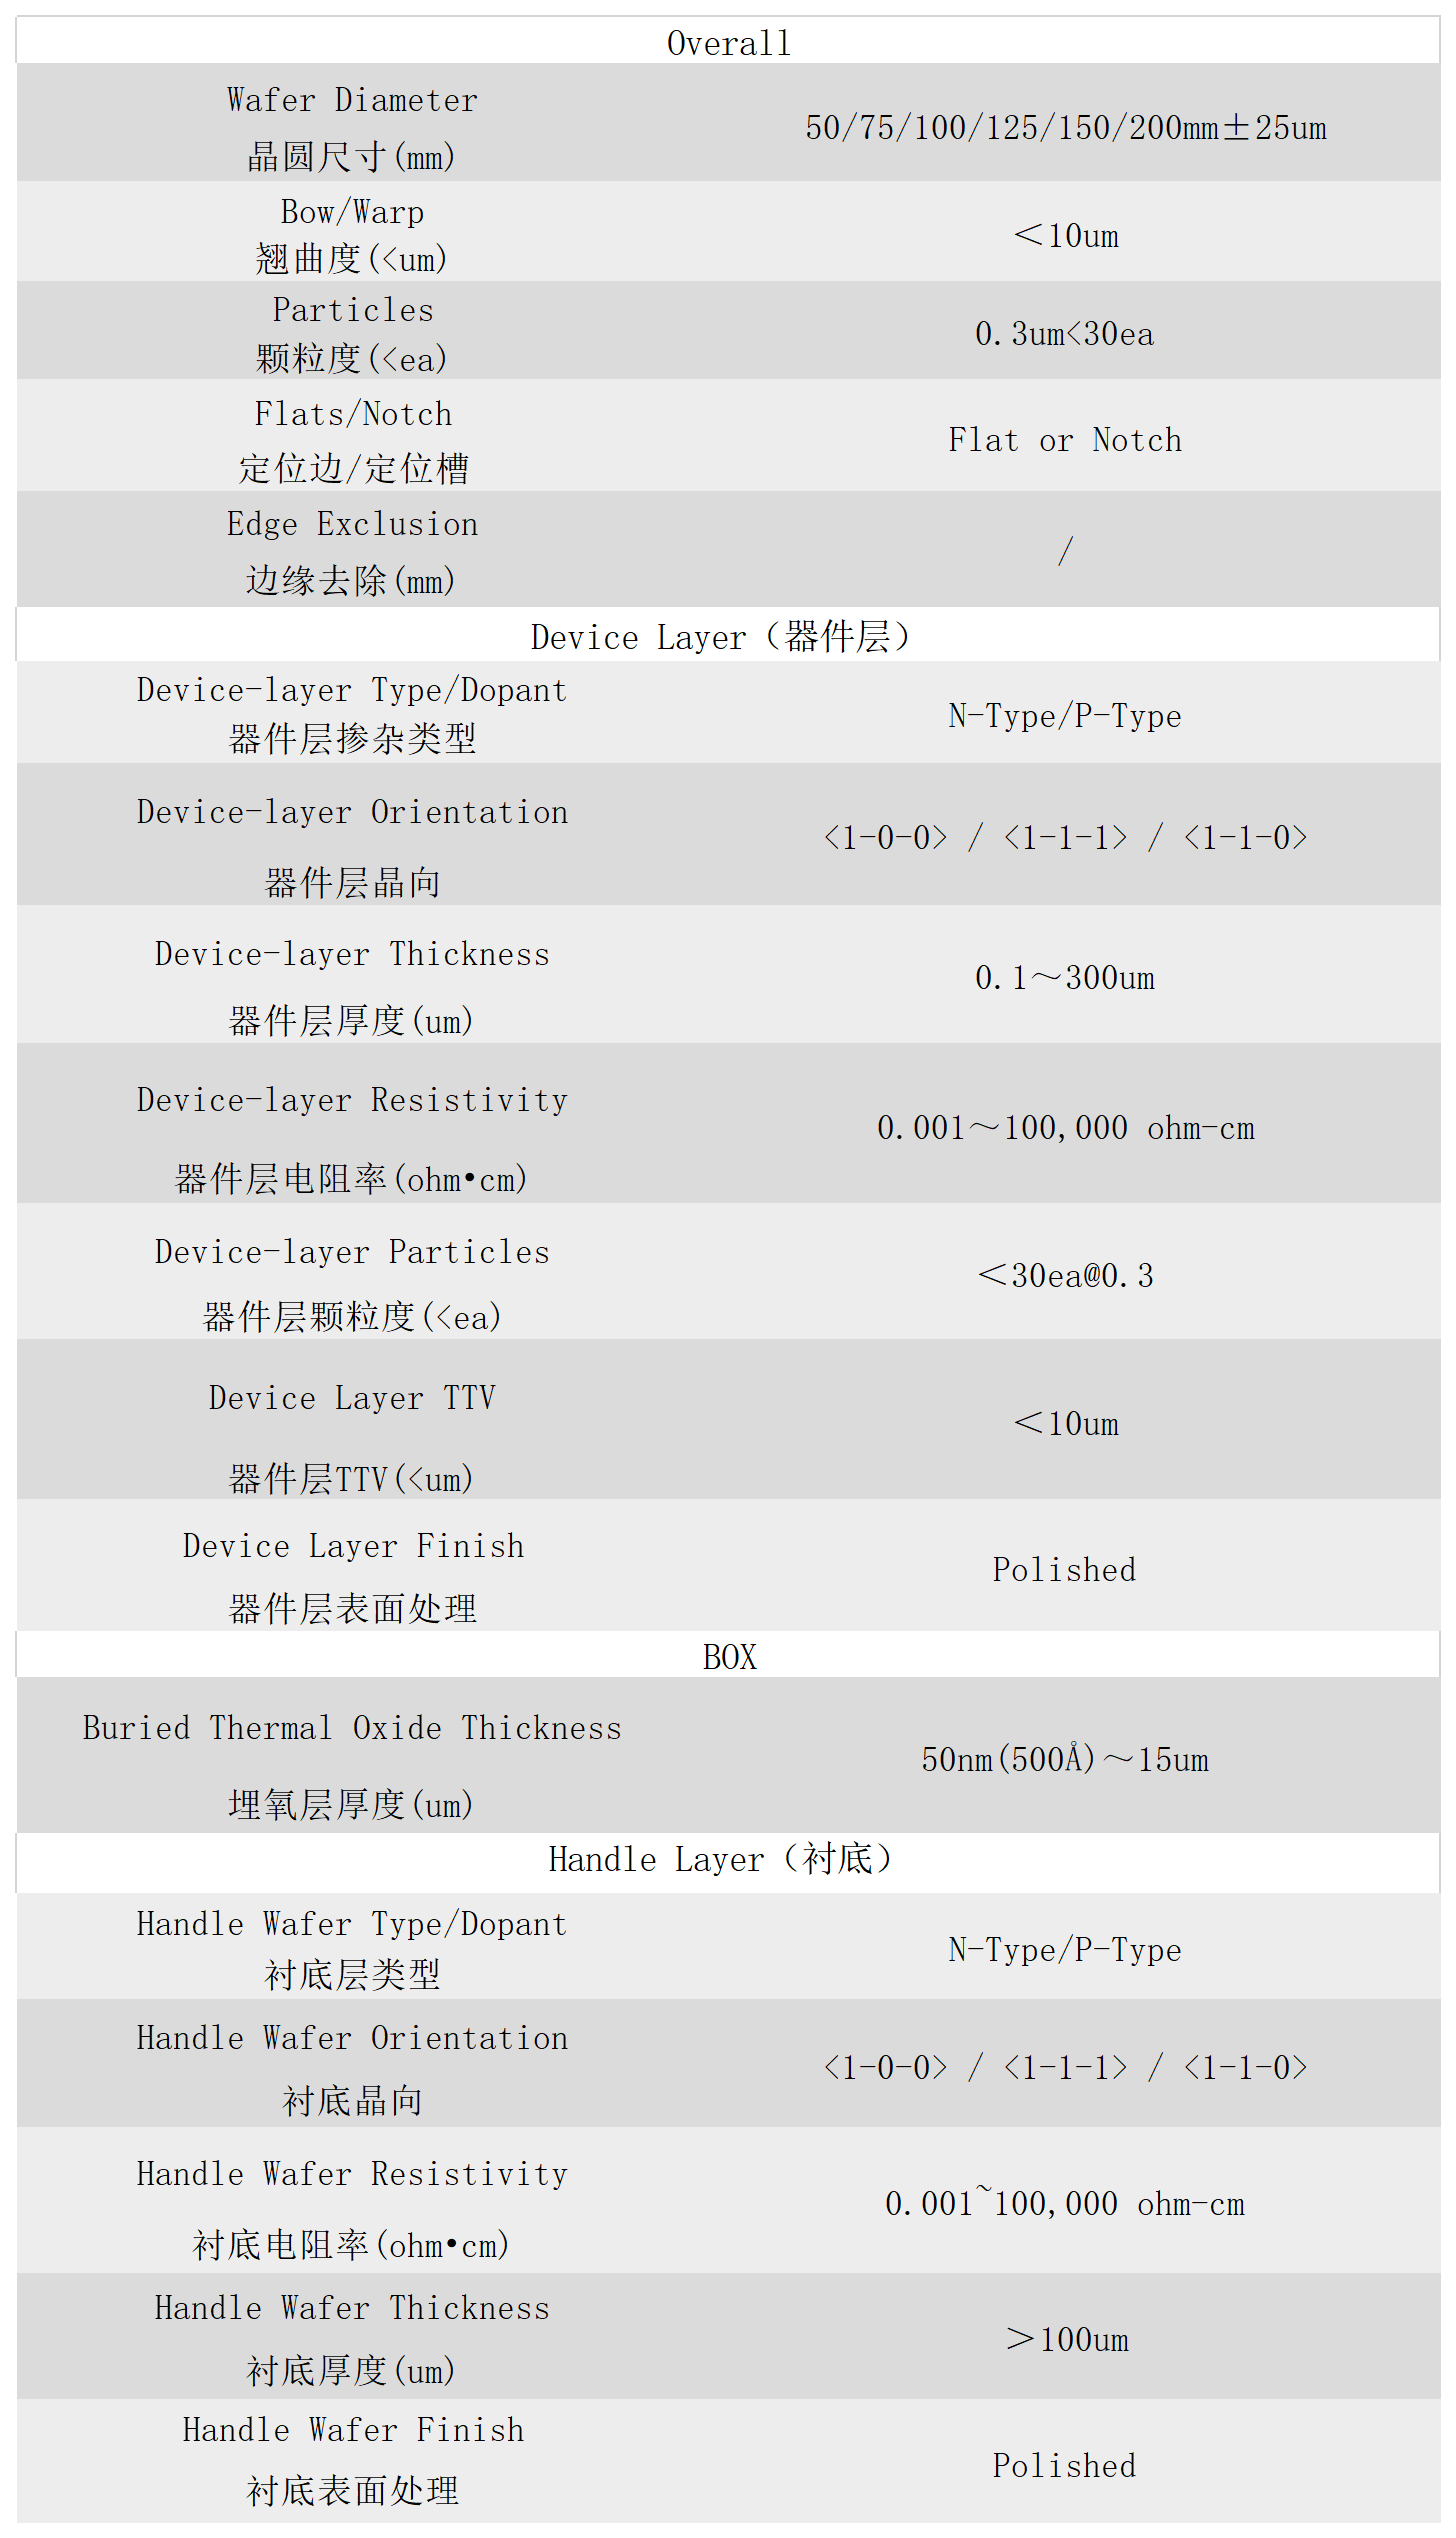 Overall
Wafer Diameter
晶圆尺寸(mm)
50/75/100/125/150/200mm±25um
Bow/Warp
翘曲度(<um)
＜10um
Particles
颗粒度(<ea)
0.3um<30ea
Flats/Notch
定位边/定位槽
Flat or Notch
Edge Exclusion
边缘去除(mm)
/
Device Layer（器件层）
Device-layer Type/Dopant
器件层掺杂类型
N-Type/P-Type
Device-layer Orientation
器件层晶向
<1-0-0> / <1-1-1> / <1-1-0>
Device-layer Thickness
器件层厚度(um)
0.1～300um
Device-layer Resistivity
器件层电阻率(ohm•cm)
0.001～100,000 ohm-cm
Device-layer Particles
器件层颗粒度(<ea)
＜30ea@0.3
Device Layer TTV
器件层TTV(<um)
＜10um
Device Layer Finish
器件层表面处理
Polished
BOX
Buried Thermal Oxide Thickness
埋氧层厚度(um)
50nm(500Å)～15um
Handle Layer（衬底）
Handle Wafer Type/Dopant
衬底层类型
N-Type/P-Type
Handle Wafer Orientation
衬底晶向
<1-0-0> / <1-1-1> / <1-1-0>
Handle Wafer Resistivity
衬底电阻率(ohm•cm)
0.001~100,000 ohm-cm
Handle Wafer Thickness
衬底厚度(um)
＞100um
Handle Wafer Finish
衬底表面处理
Polished